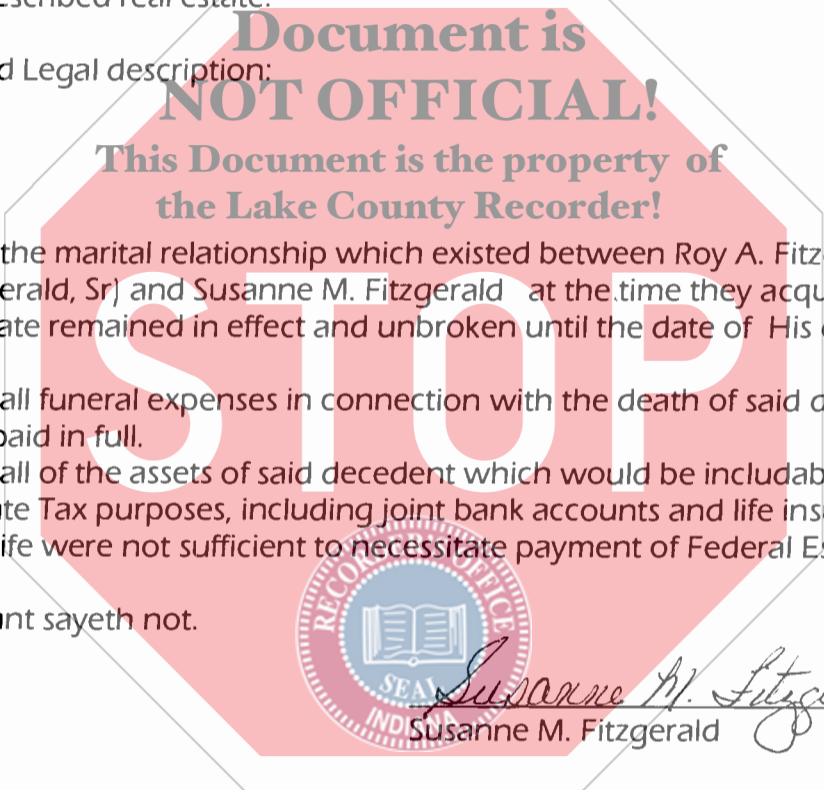 scribed real estate.
Document is
d Legal description:
NOT OFFICIAL!
This Document is the property of
the Lake County Recorder!
the marital relationship which existed between Roy A. Fitz
erald, Sr) and Susanne M. Fitzgerald at the time they acqu
ate remained in effect and unbroken until the date of His
STOP
all funeral expenses in connection with the death of said d
paid in full.
all of the assets of said decedent which would be includab
te Tax purposes, including joint bank accounts and life ins
ife were not sufficient to necessitate payment of Federal Es
RECORDER'S OFFICE
nt sayeth not.
SEAL
INDIANA
Susanne M. Fitzge
Susanne M. Fitzgerald